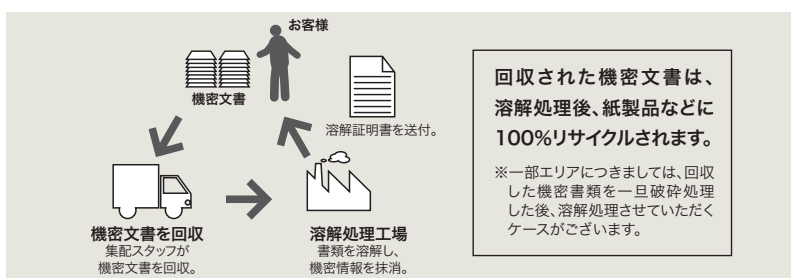 お客様
機密文書
溶解証明書を送付。
機密文書を回収
集配スタッフが
機密文書を回収。
溶解処理工場
書類を溶解し、
機密情報を抹消。
回収された機密文書は、
溶解処理後、紙製品などに
100%リサイクルされます。
※一部エリアにつきましては、回収
した機密書類を一旦破砕処理
した後、溶解処理させていただく
ケースがございます。